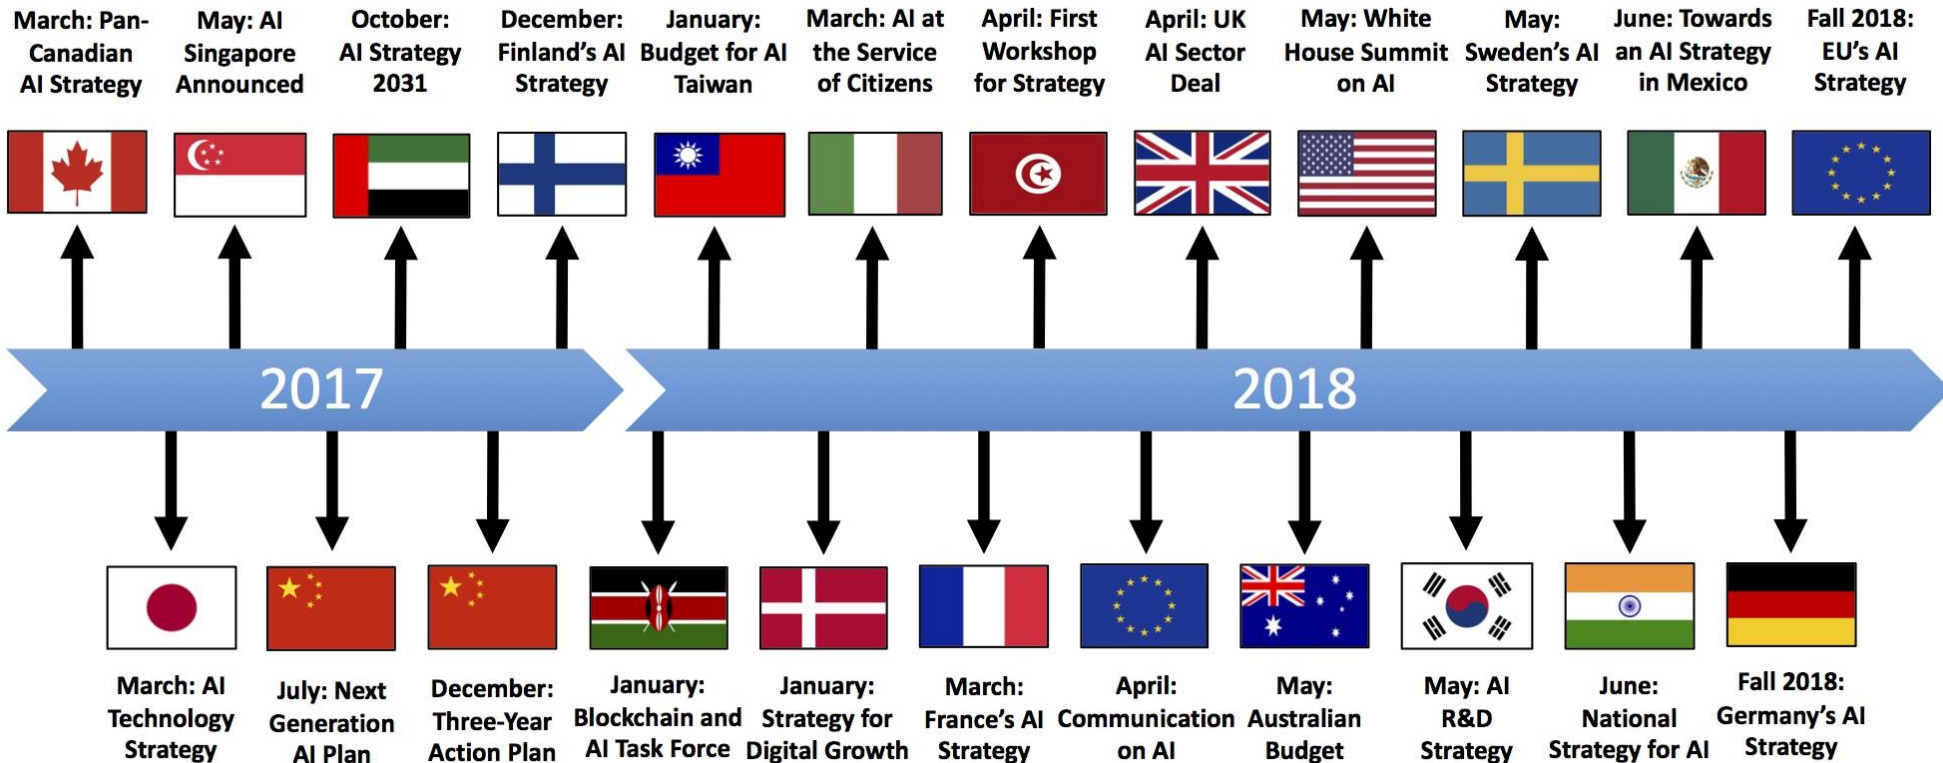 March: Pan-
Canadian
AI Strategy
May: AI
Singapore
Announced
October:
AI Strategy
2031
December:
Finland's AI
Strategy
January:
Budget for AI
Taiwan
March: AI at
the Service
of Citizens
April: First
Workshop
for Strategy
April: UK
AI Sector
Deal
May: White
House Summit
on AI
May:
Sweden's AI
Strategy
June: Towards
an AI Strategy
in Mexico
Fall 2018:
EU's AI
Strategy
2017
2018
March: AI
Technology
Strategy
July: Next
Generation
AI Plan
December:
Three-Year
Action Plan
January:
Blockchain and
AI Task Force
January:
Strategy for
Digital Growth
March:
France's AI
Strategy
April:
Communication
on AI
May:
Australian
Budget
May: AI
R&D
Strategy
June:
National
Strategy for AI
Fall 2018:
Germany's AI
Strategy